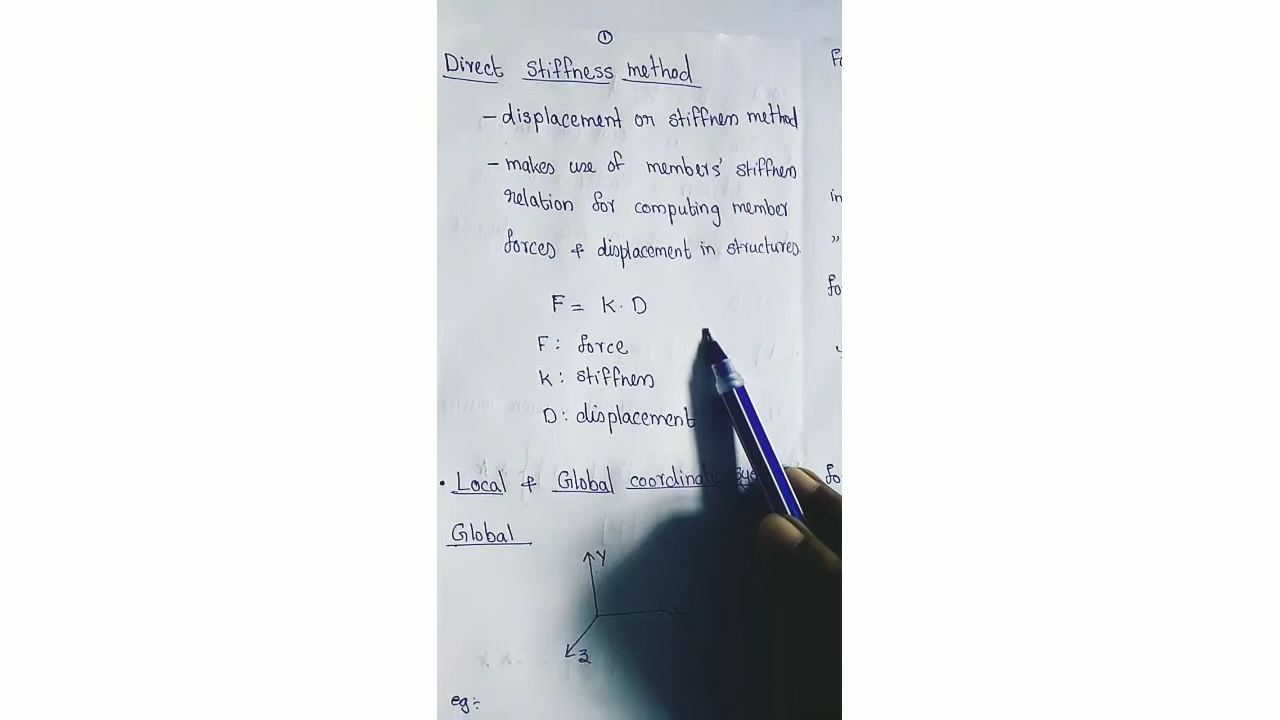 ①
Direct stiffness method
- displacement or stiffness method
- makes use of members' stiffness
relation for computing member
forces & displacement in structures.
F = K · D
F : force
K : stiffness
D : displacement
• Local & Global
Global
Y
Z
eg :-